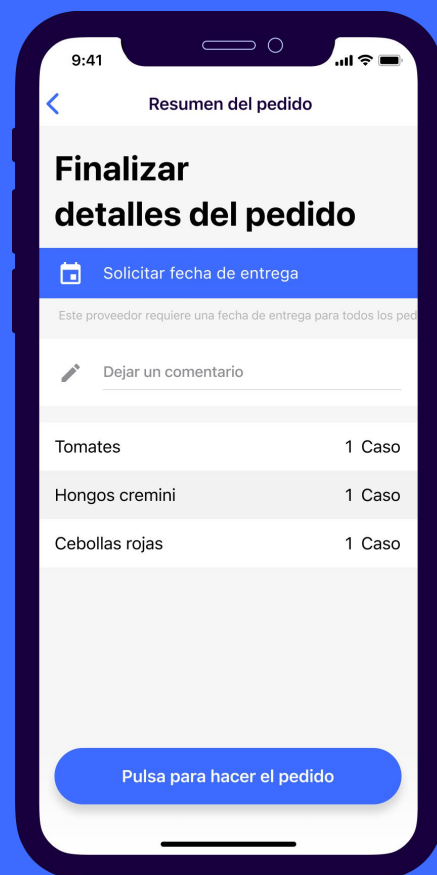 9:41
Resumen del pedido
Finalizar
detalles del pedido
Solicitar fecha de entrega
Este proveedor requiere una fecha de entrega para todos los ped
Dejar un comentario
Tomates 1 Caso
Hongos cremini 1 Caso
Cebollas rojas 1 Caso
Pulsa para hacer el pedido